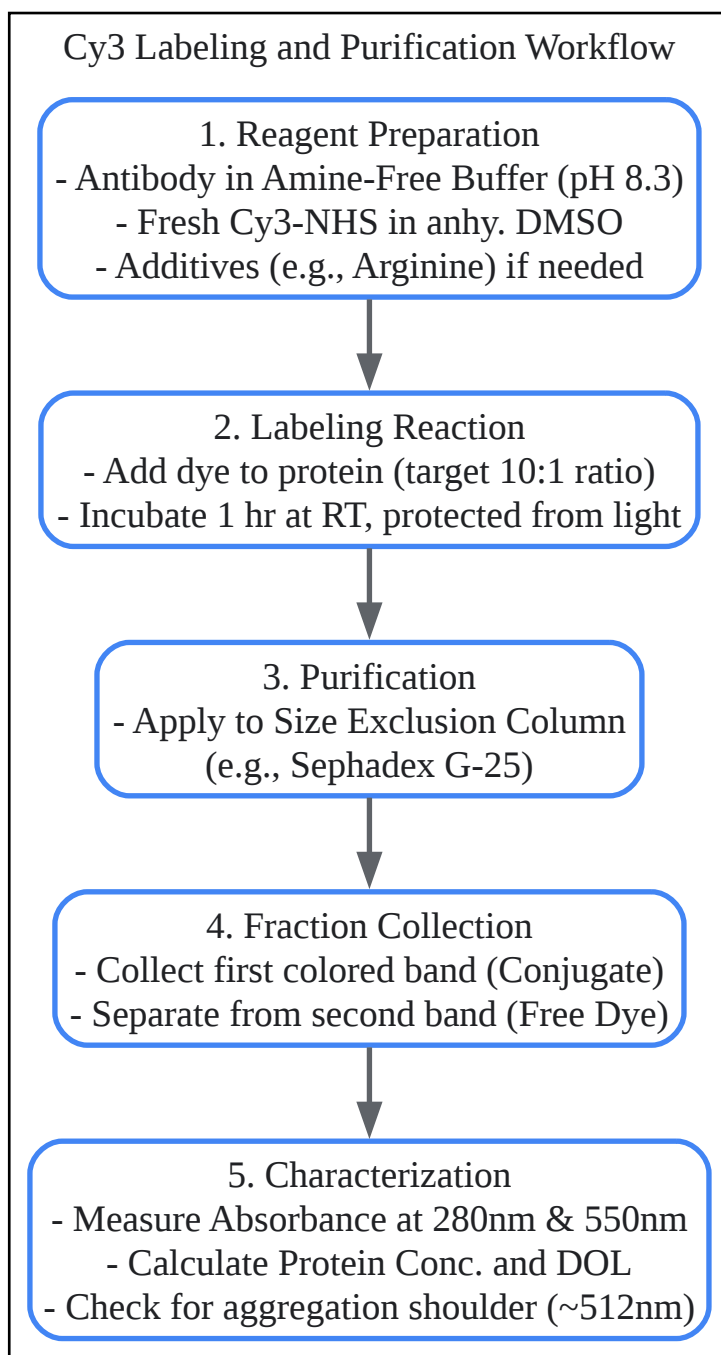 Cy3 Labeling and Purification Workflow
1. Reagent Preparation
- Antibody in Amine-Free Buffer (pH 8.3)
- Fresh Cy3-NHS in anhy. DMSO
- Additives (e.g., Arginine) if needed
2. Labeling Reaction
- Add dye to protein (target 10:1 ratio)
- Incubate 1 hr at RT, protected from light
3. Purification
- Apply to Size Exclusion Column
(e.g., Sephadex G-25)
4. Fraction Collection
- Collect first colored band (Conjugate)
- Separate from second band (Free Dye)
5. Characterization
- Measure Absorbance at 280nm & 550nm
- Calculate Protein Conc. and DOL
- Check for aggregation shoulder (~512nm)